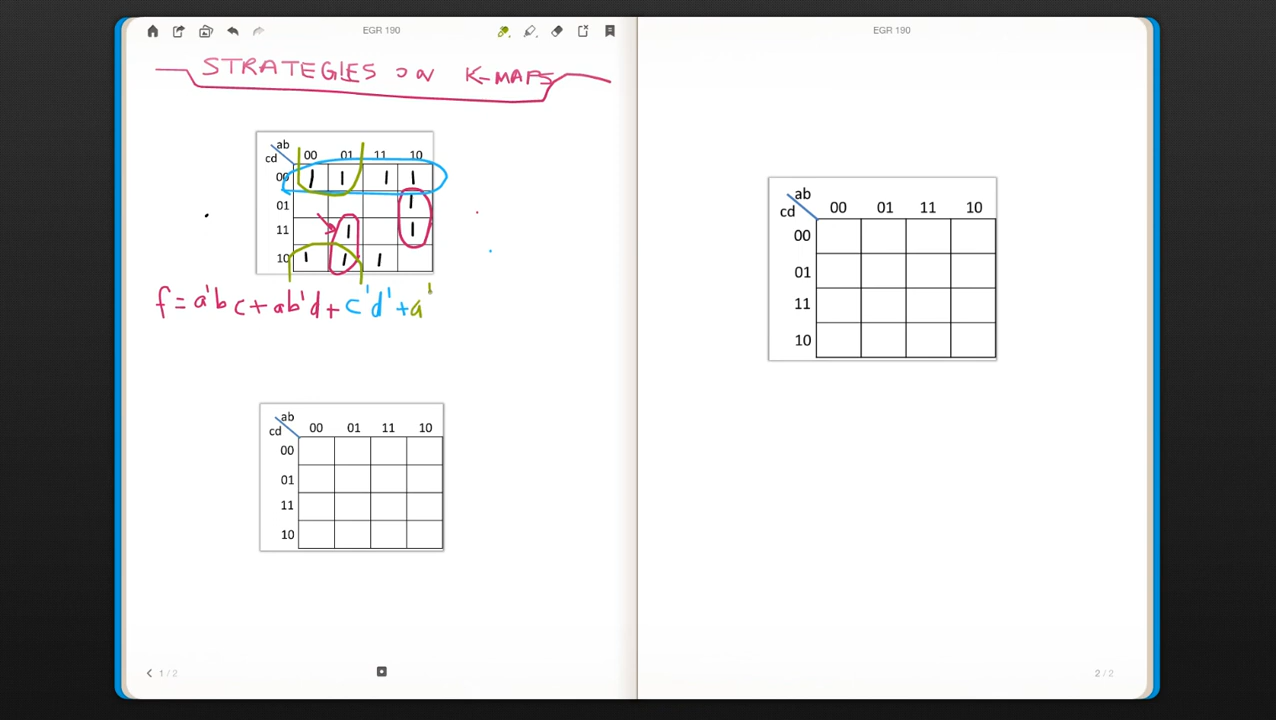 EGR 190
EGR 190
STRATEGIES ON K-MAPS
ab
cd 00 01 11 10
00 1 1 1 1
01 1
11 1 1
10 1 1 1
f = a'bc + ab'd + c'd' + a'
ab
cd 00 01 11 10
00
01
11
10
1 / 2
ab
cd 00 01 11 10
00
01
11
10
2 / 2